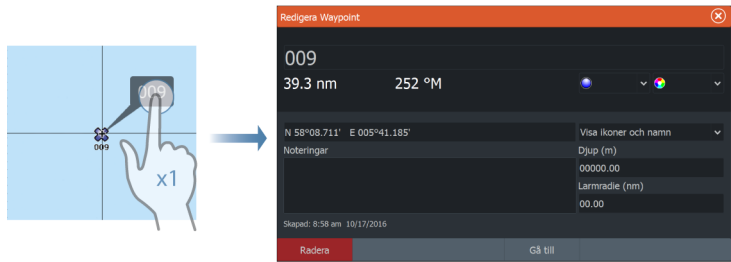 009
009
x1
Redigera Waypoint
009
39.3 nm 252 °M
N 58°08.711' E 005°41.185' Visa ikoner och namn
Noteringar Djup (m)
00000.00
Larmradie (nm)
00.00
Skapad: 8:58 am 10/17/2016
Radera Gå till